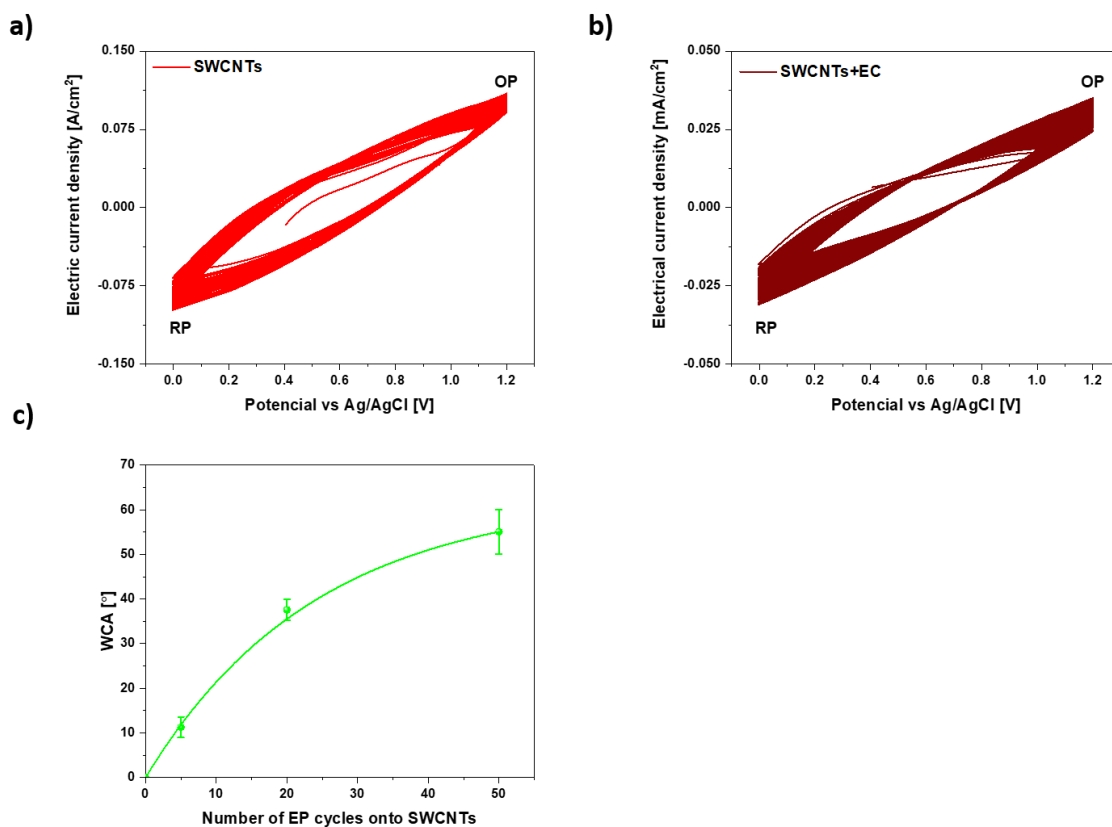 a)
Electric current density [A/cm²]
0.150
0.075
0.000
-0.075
-0.150
SWCNTs
OP
RP
0.0 0.2 0.4 0.6 0.8 1.0 1.2
Potencial vs Ag/AgCl [V]
b)
Electrical current density [mA/cm²]
0.050
0.025
0.000
-0.025
-0.050
SWCNTs+EC
OP
RP
0.0 0.2 0.4 0.6 0.8 1.0 1.2
Potencial vs Ag/AgCl [V]
c)
WCA [°]
70
60
50
40
30
20
10
0
0 10 20 30 40 50
Number of EP cycles onto SWCNTs